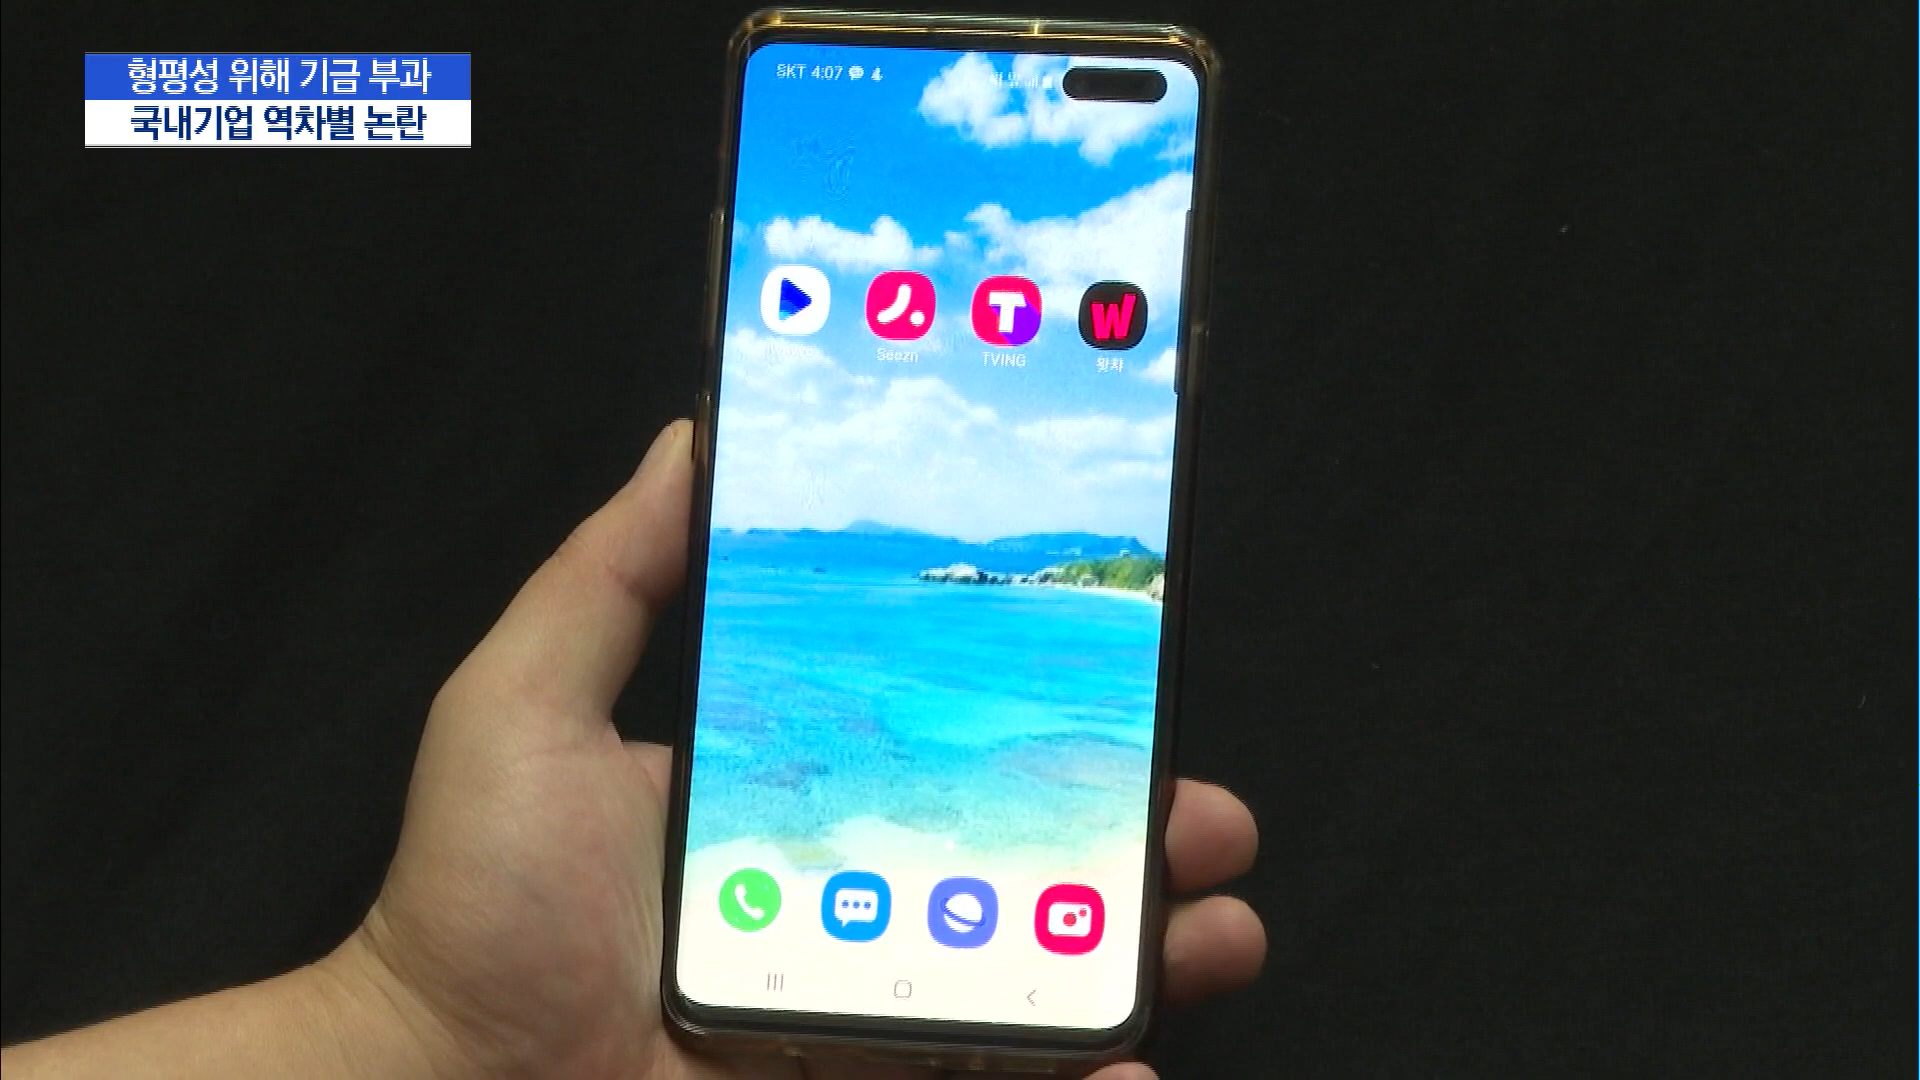 형평성 위해 기금 부과
국내기업 역차별 논란
SKT 4:07
Seezn
TVING
왓챠